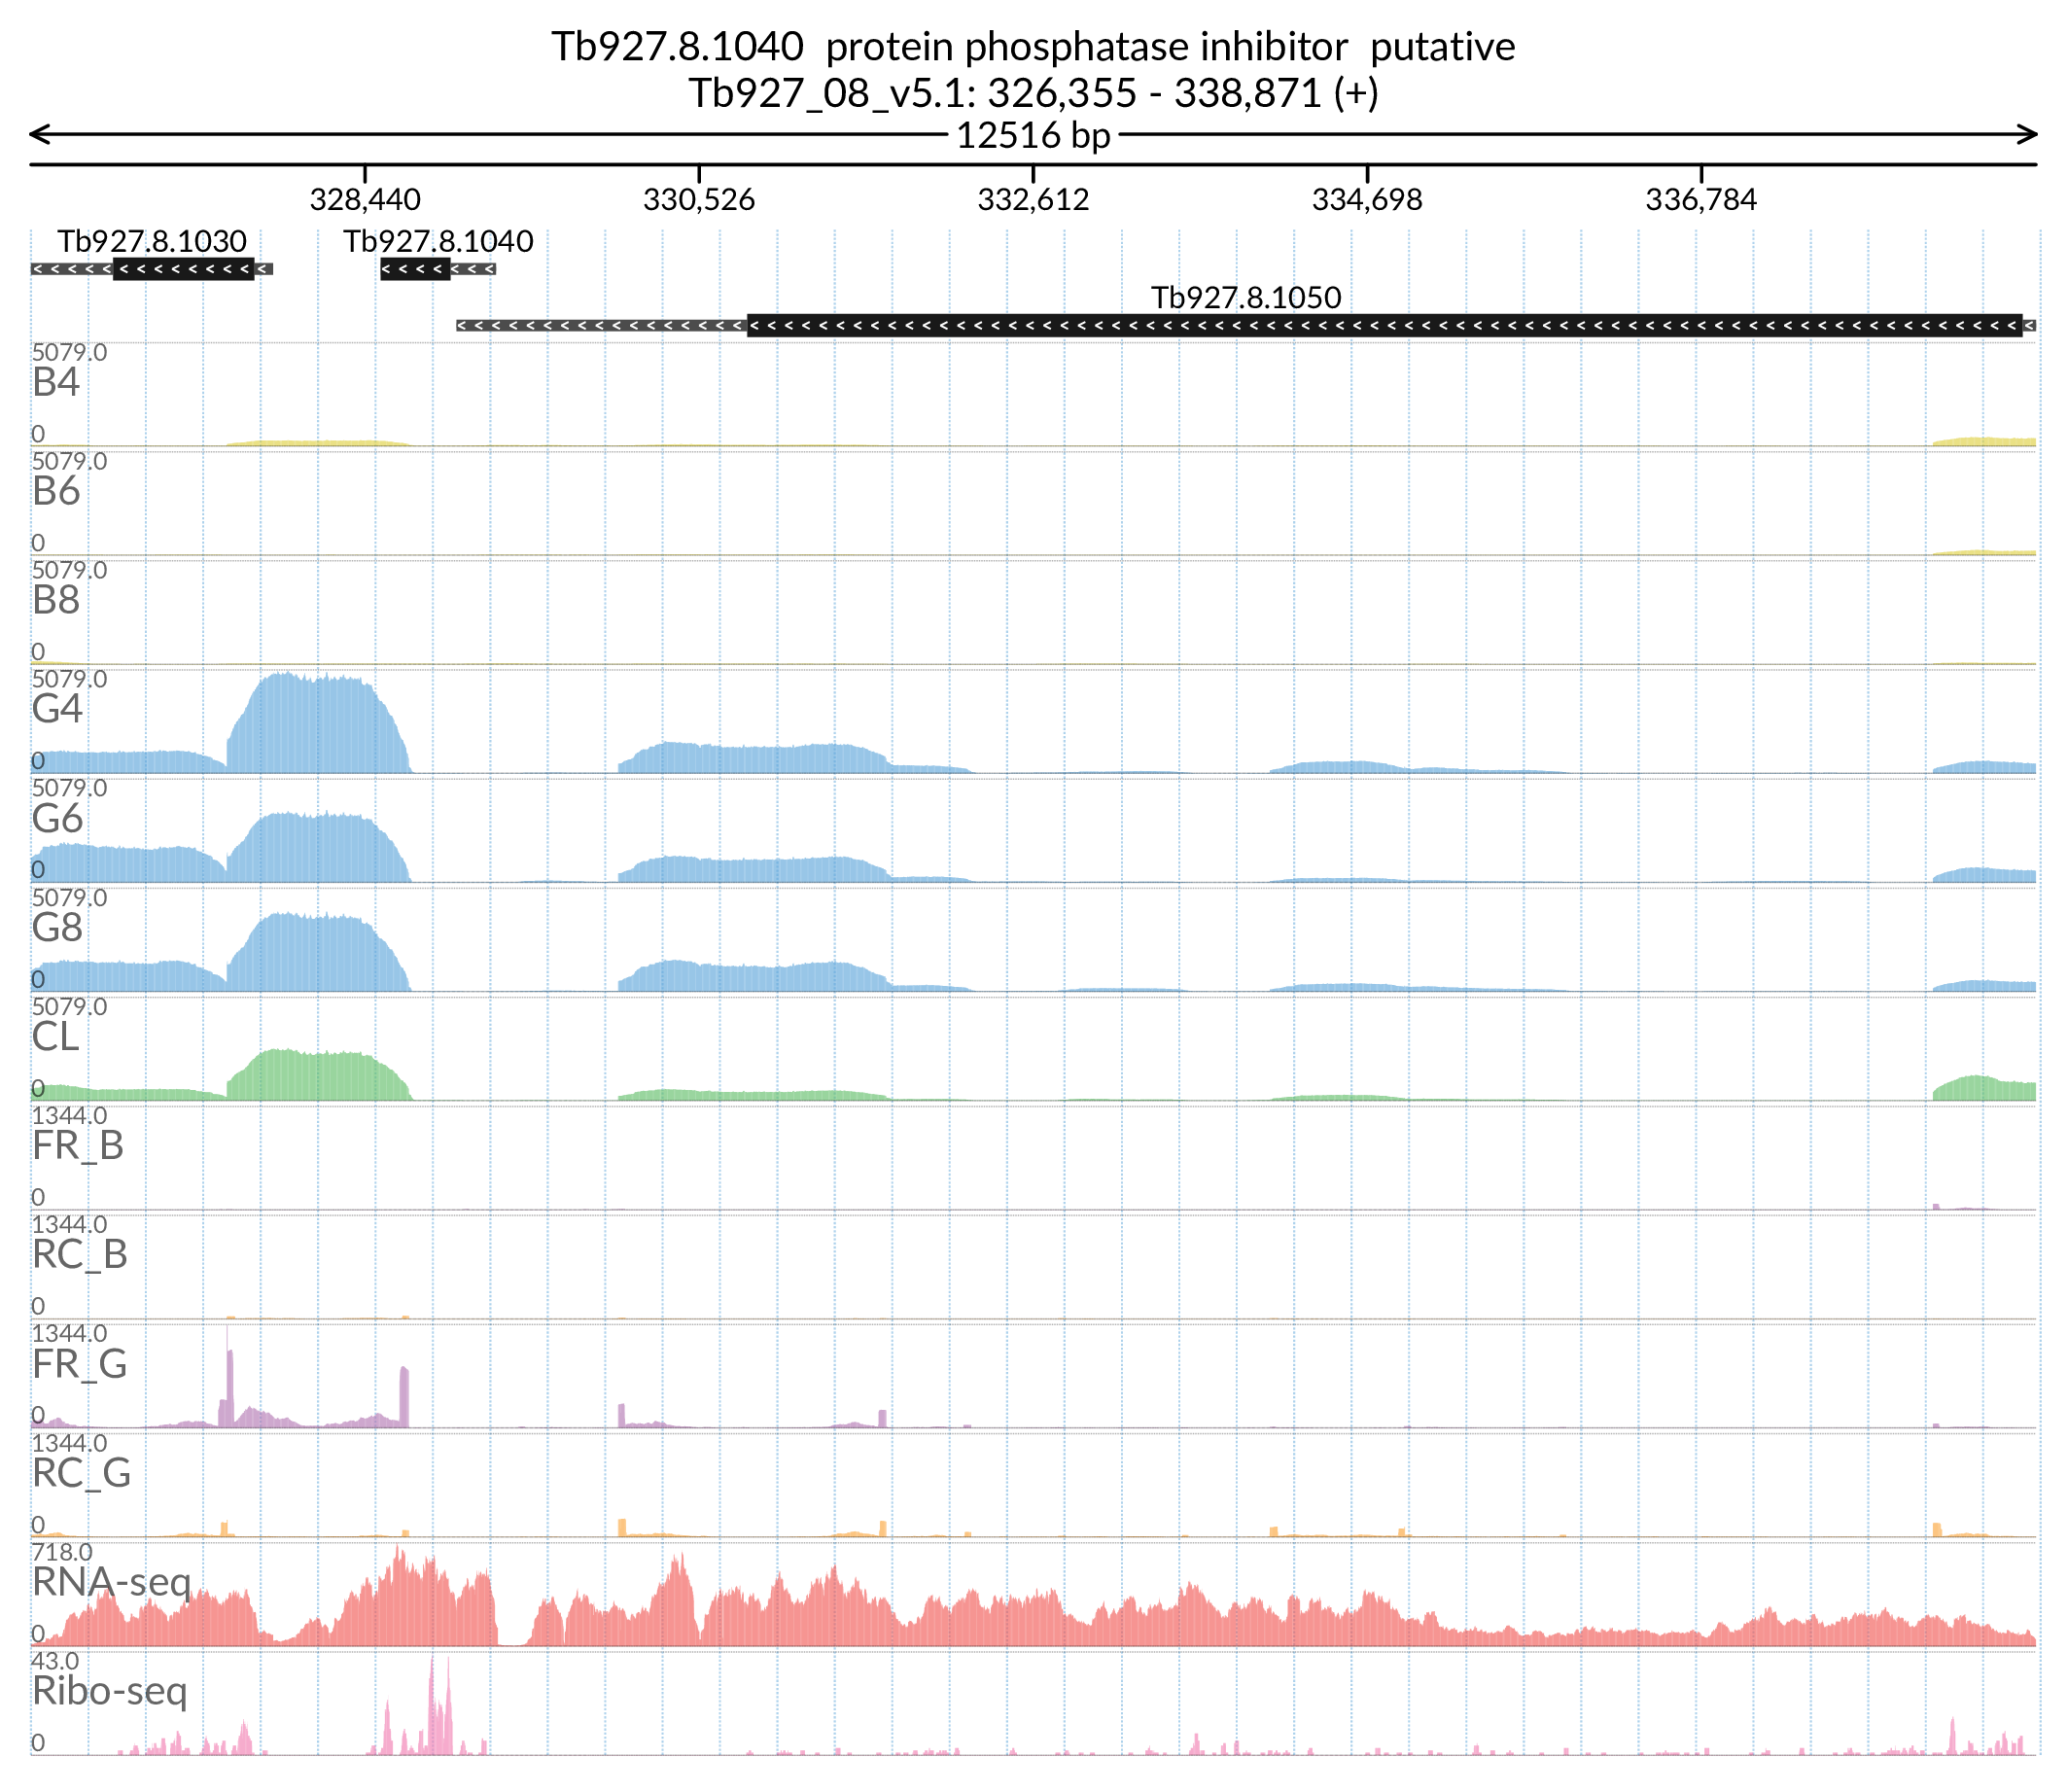 Tb927.8.1040 protein phosphatase inhibitor putative
Tb927_08_v5.1: 326,355 - 338,871 (+)
12516 bp
328,440 330,526 332,612 334,698 336,784
Tb927.8.1030 Tb927.8.1040
Tb927.8.1050
5079.0
B4
0
5079.0
B6
0
5079.0
B8
0
5079.0
G4
0
5079.0
G6
0
5079.0
G8
0
5079.0
CL
0
1344.0
FR_B
0
1344.0
RC_B
0
1344.0
FR_G
0
1344.0
RC_G
0
718.0
RNA-seq
0
43.0
Ribo-seq
0